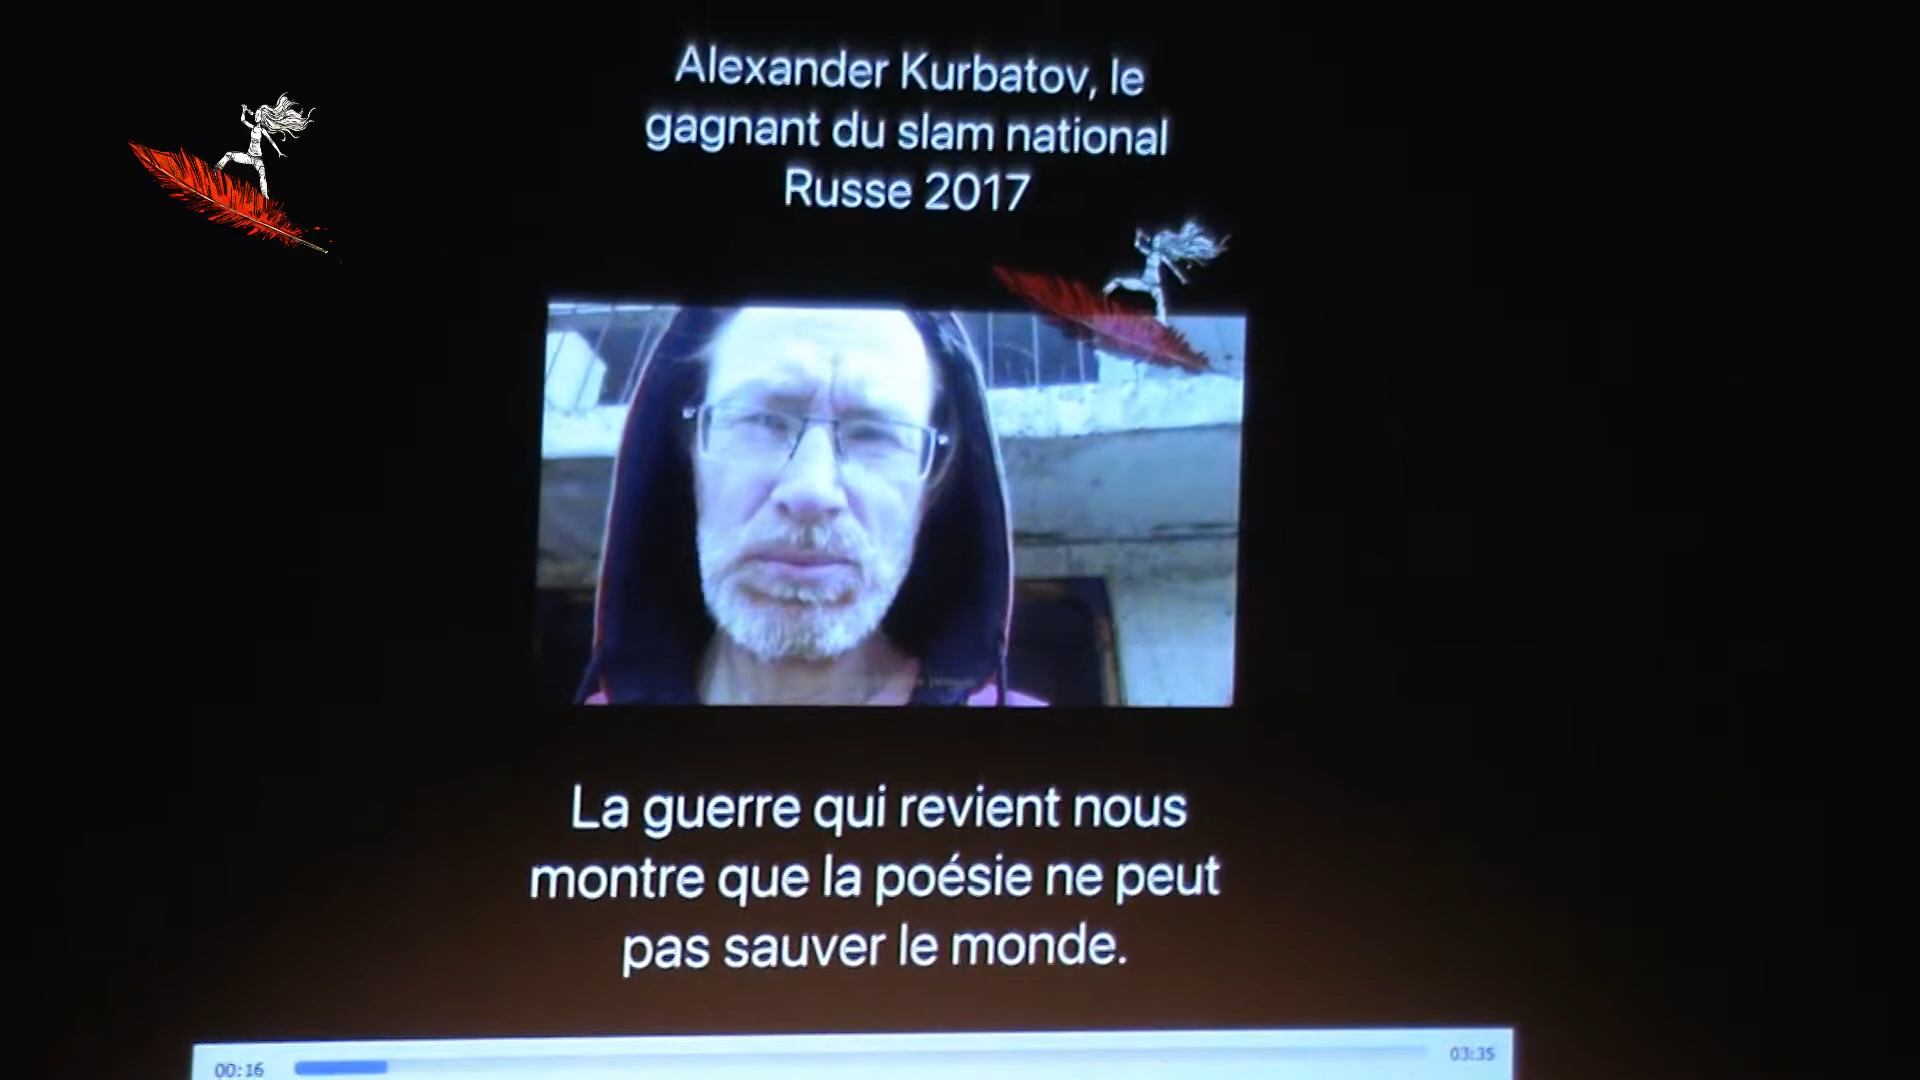 Alexander Kurbatov, le
gagnant du slam national
Russe 2017
La guerre qui revient nous
montre que la poésie ne peut
pas sauver le monde.
00:16
03:35